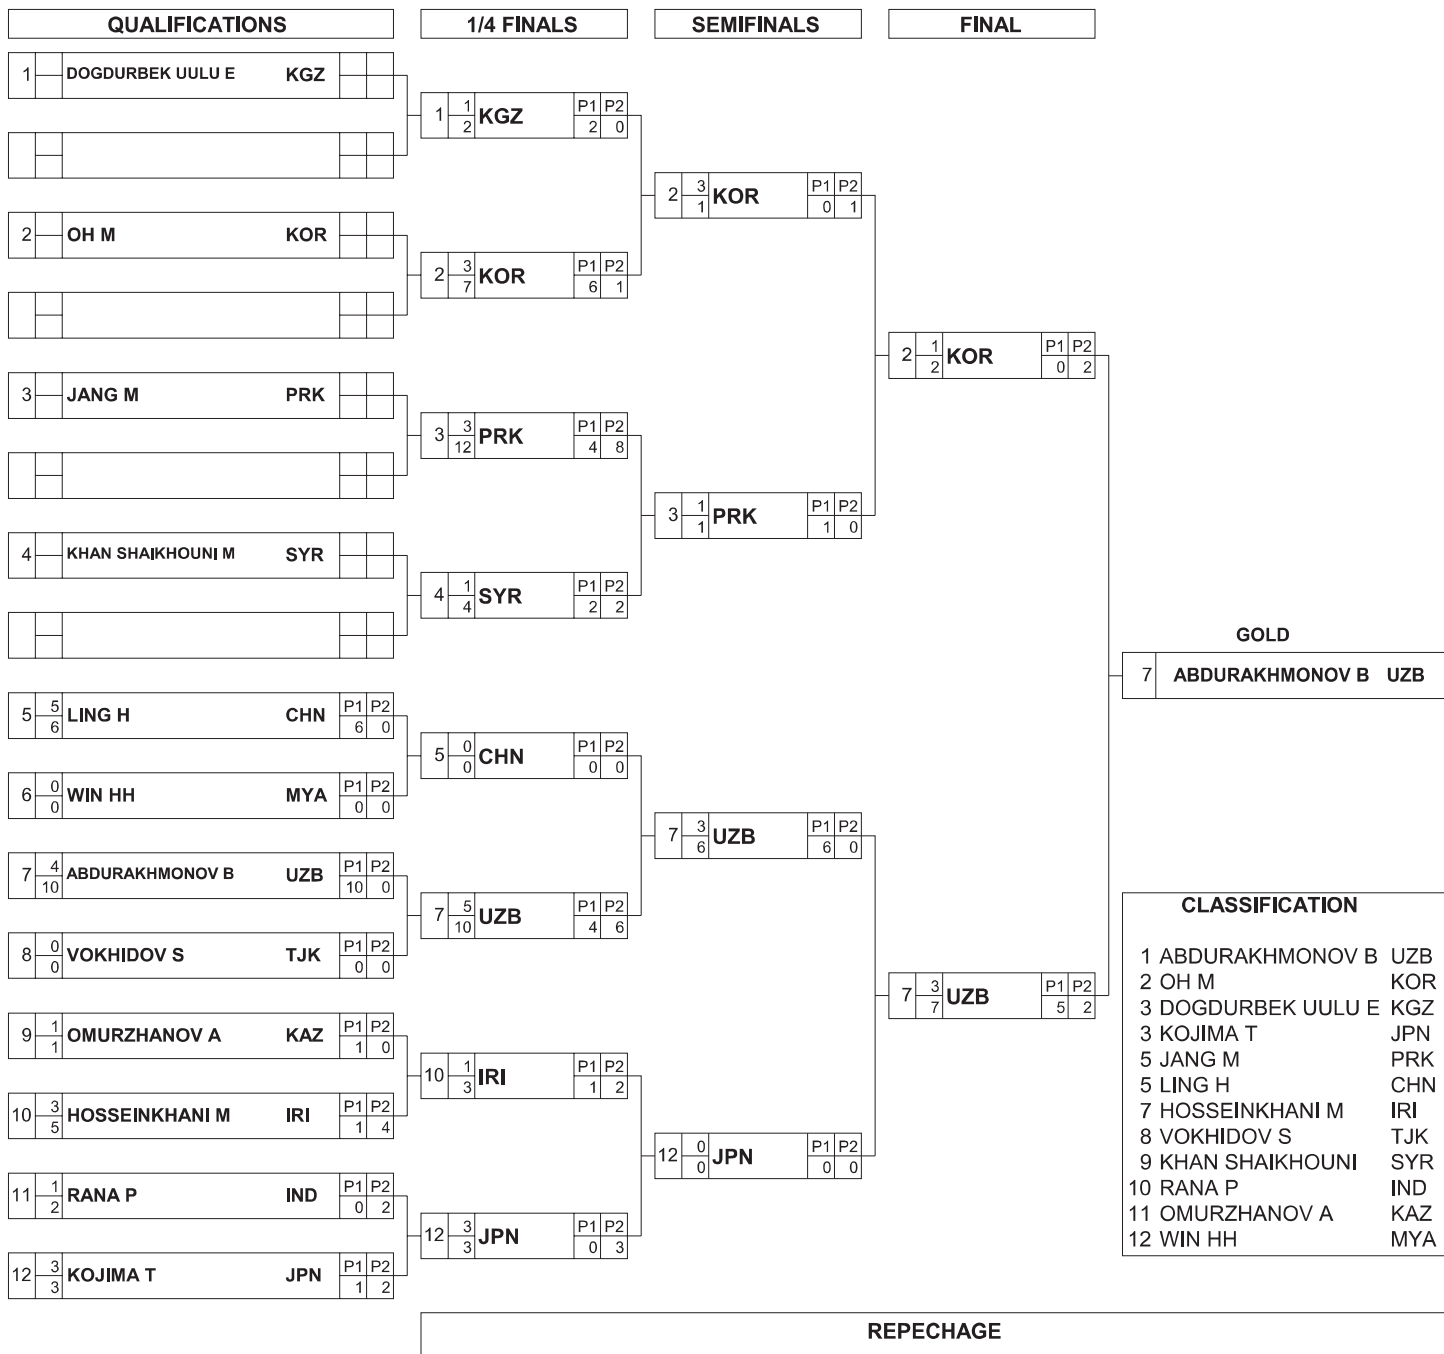 QUALIFICATIONS 1/4 FINALS SEMIFINALS FINAL
1 DOGDURBEK UULU E KGZ
1 1 2 KGZ P1 P2 2 0
2 3 1 KOR P1 P2 0 1
2 OH M KOR
2 3 7 KOR P1 P2 6 1
2 1 2 KOR P1 P2 0 2
3 JANG M PRK
3 3 12 PRK P1 P2 4 8
3 1 1 PRK P1 P2 1 0
4 KHAN SHAIKHOUNI M SYR
4 1 4 SYR P1 P2 2 2
GOLD
7 ABDURAKHMONOV B UZB
5 5 6 LING H CHN P1 P2 6 0
5 0 0 CHN P1 P2 0 0
6 0 0 WIN HH MYA P1 P2 0 0
7 3 6 UZB P1 P2 6 0
7 4 10 ABDURAKHMONOV B UZB P1 P2 10 0
7 5 10 UZB P1 P2 4 6
8 0 0 VOKHIDOV S TJK P1 P2 0 0
7 3 7 UZB P1 P2 5 2
9 1 1 OMURZHANOV A KAZ P1 P2 1 0
10 1 3 IRI P1 P2 1 2
10 3 5 HOSSEINKHANI M IRI P1 P2 1 4
12 0 0 JPN P1 P2 0 0
11 1 2 RANA P IND P1 P2 0 2
12 3 3 JPN P1 P2 0 3
12 3 3 KOJIMA T JPN P1 P2 1 2
CLASSIFICATION
1 ABDURAKHMONOV B UZB
2 OH M KOR
3 DOGDURBEK UULU E KGZ
3 KOJIMA T JPN
5 JANG M PRK
5 LING H CHN
7 HOSSEINKHANI M IRI
8 VOKHIDOV S TJK
9 KHAN SHAIKHOUNI SYR
10 RANA P IND
11 OMURZHANOV A KAZ
12 WIN HH MYA
REPECHAGE